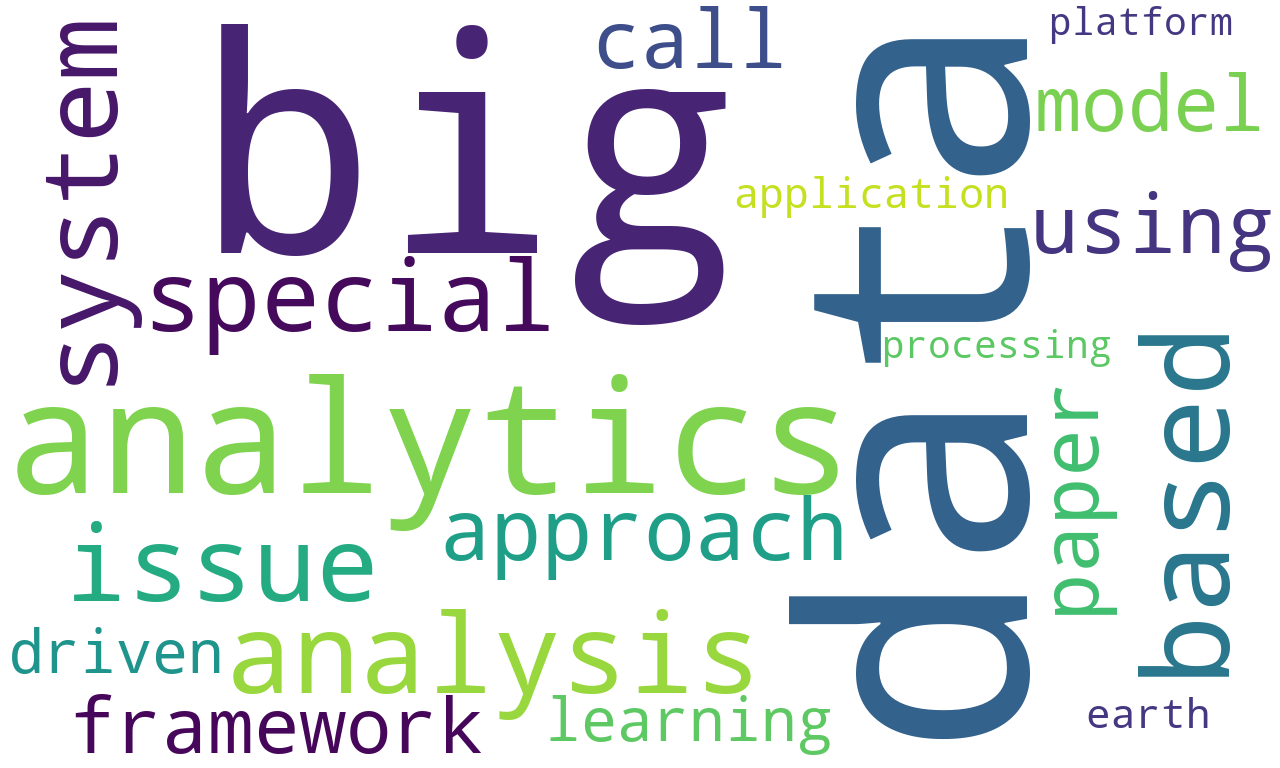 big
data
system
call
platform
model
application
using
special
processing
analytics
based
paper
approach
issue
driven
analysis
framework
learning
earth